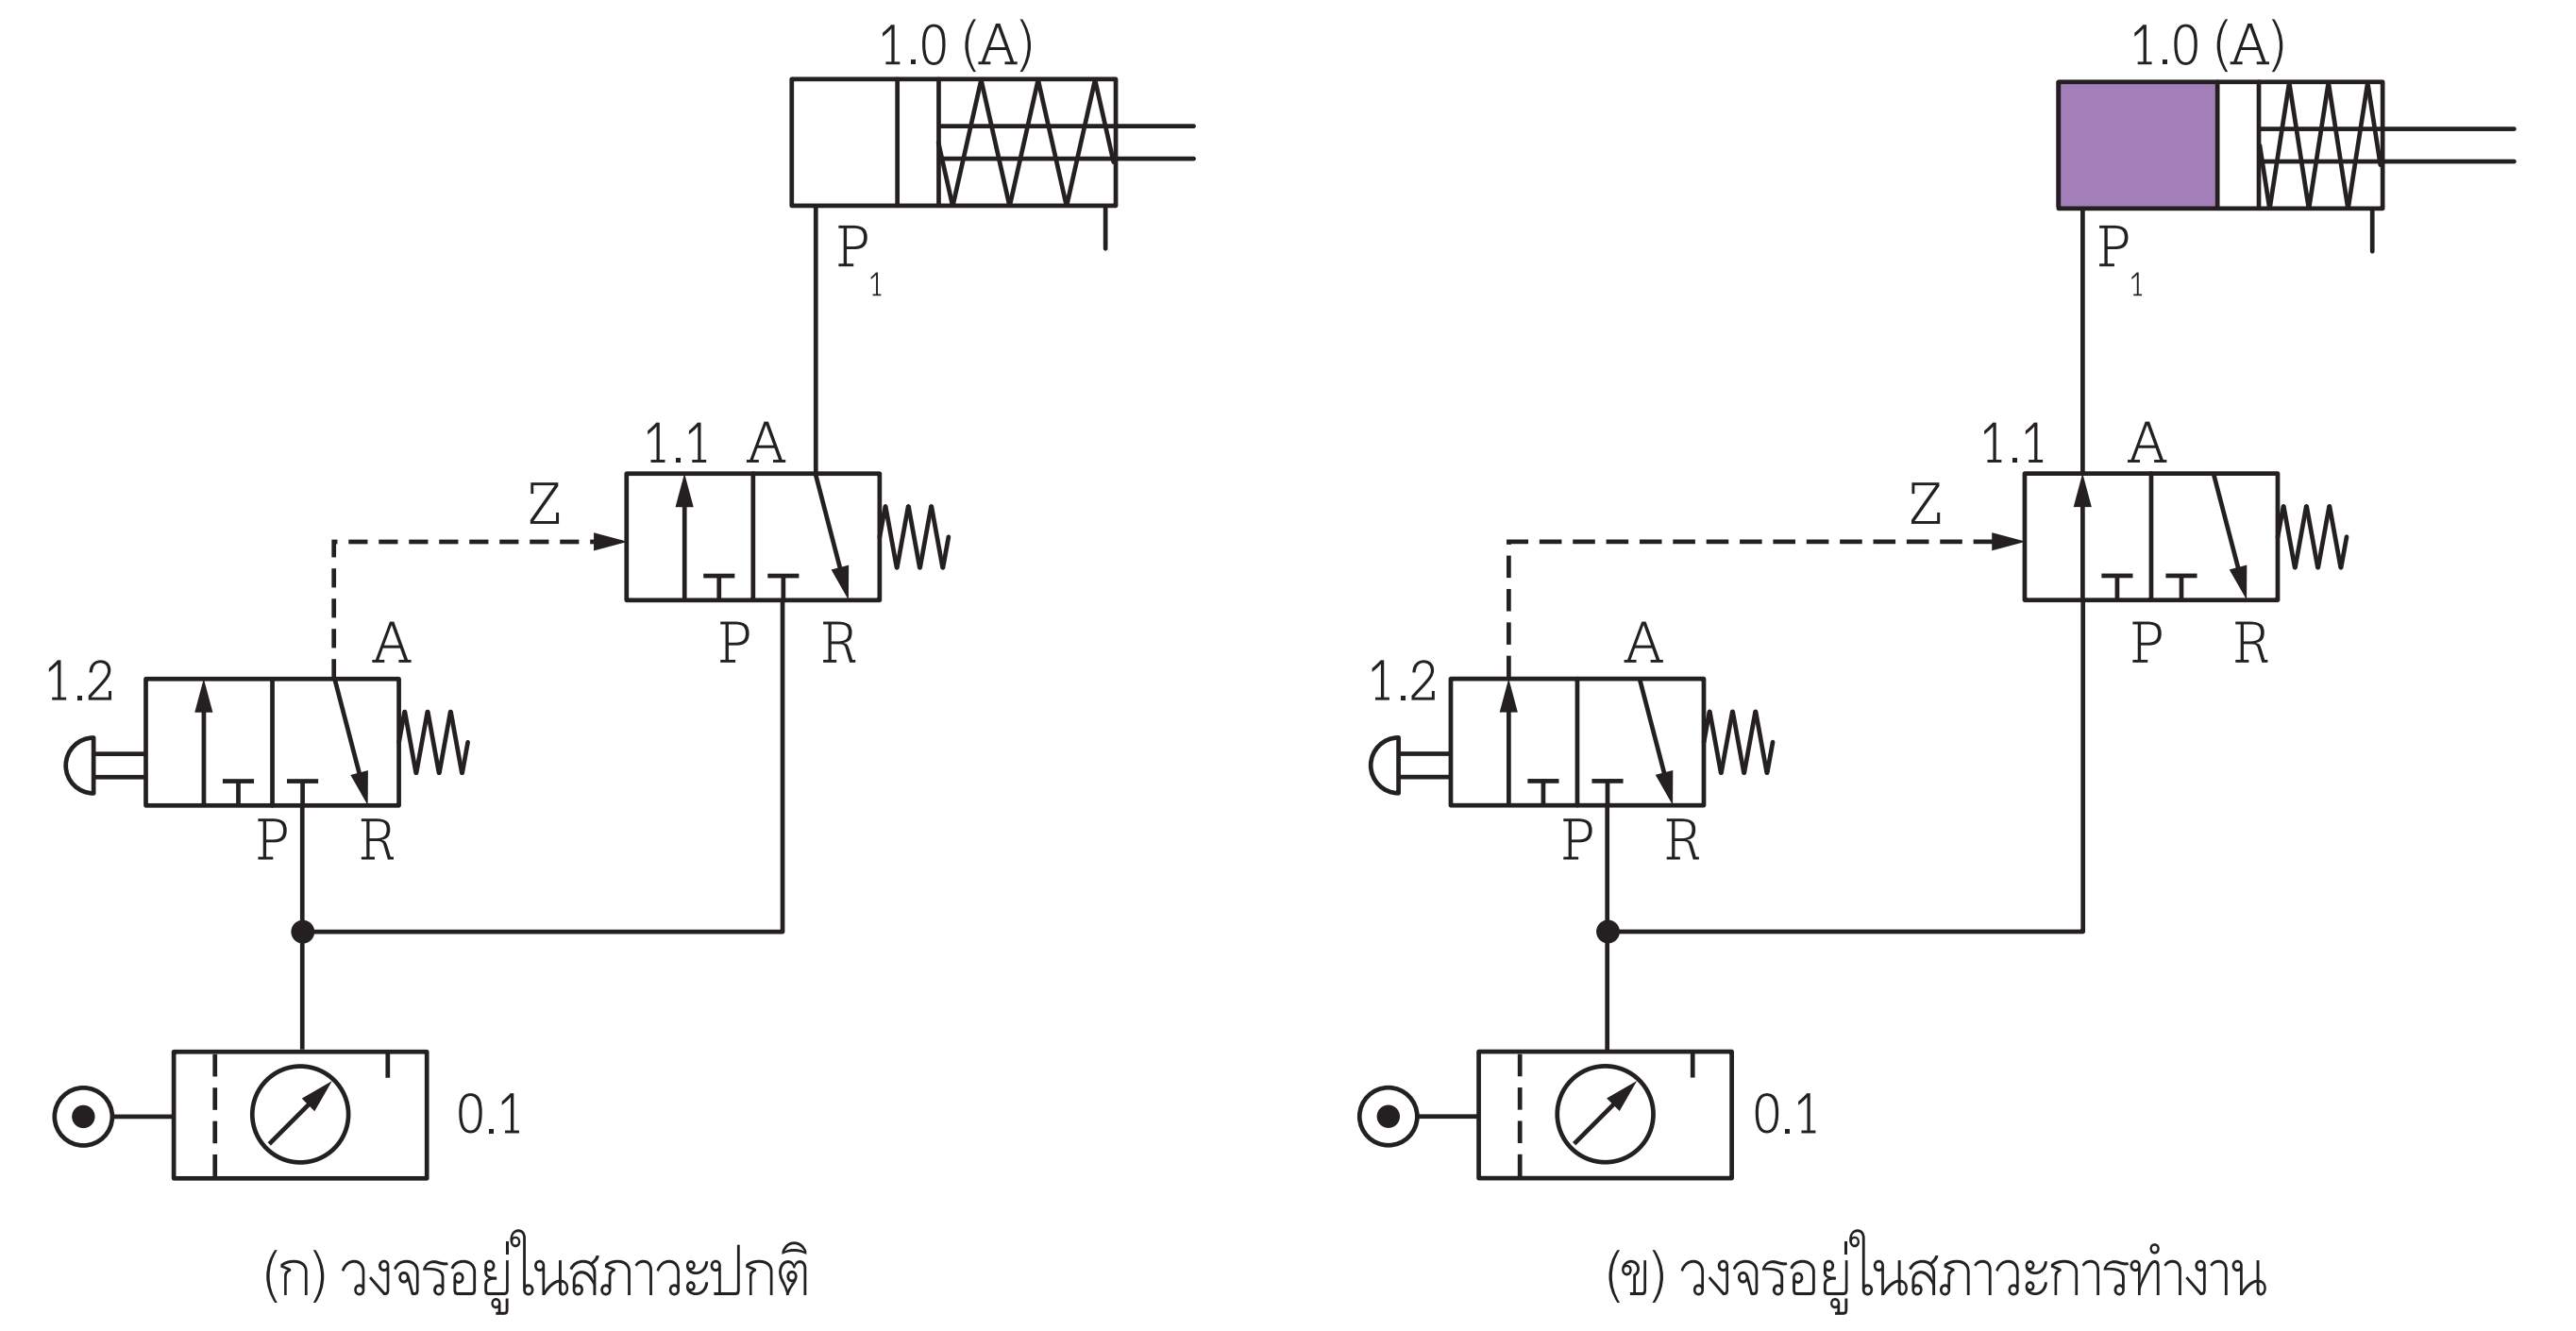 1.0 (A)
P1
1.1 A
Z
P R
1.2 A
P R
0.1
(ก) วงจรอยู่ในสภาวะปกติ
1.0 (A)
P1
1.1 A
Z
P R
1.2 A
P R
0.1
(ข) วงจรอยู่ในสภาวะการทำงาน